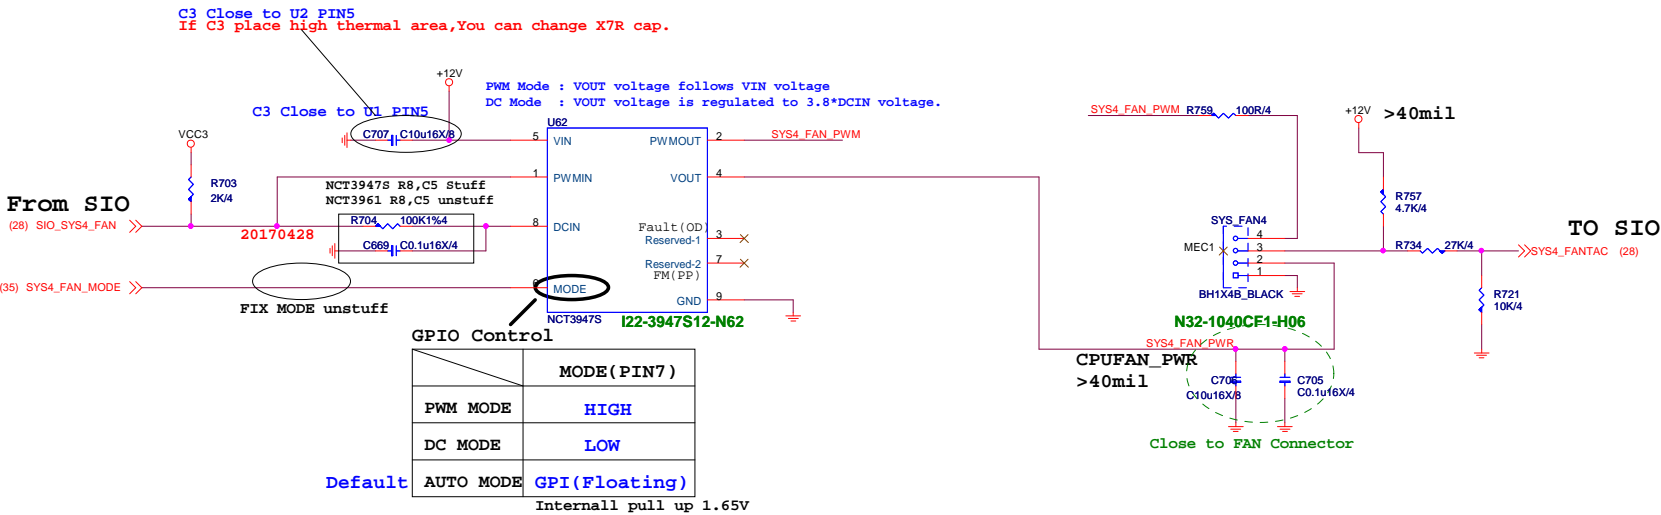 C3 Close to U2 PIN5
If C3 place high thermal area,You can change X7R cap.
+12V
PWM Mode : VOUT voltage follows VIN voltage
DC Mode : VOUT voltage is regulated to 3.8*DCIN voltage.
C3 Close to U1 PIN5
C707 C10u16X/8
VCC3
R703
2K/4
U62
5 VIN
PWMOUT 2
SYS4_FAN_PWM
1 PWMIN
VOUT 4
NCT3947S R8,C5 Stuff
NCT3961 R8,C5 unstuff
From SIO
(28) SIO_SYS4_FAN
20170428
R704 100K1%4
C669 C0.1u16X/4
8 DCIN
Fault(OD)
Reserved-1 3
Reserved-2 7
FM(PP)
(35) SYS4_FAN_MODE
FIX MODE unstuff
MODE
GND 9
NCT3947S
I22-3947S12-N62
GPIO Control
MODE(PIN7)
PWM MODE HIGH
DC MODE LOW
Default AUTO MODE GPI(Floating)
Internall pull up 1.65V
SYS4_FAN_PWM R759 100R/4
+12V >40mil
R757
4.7K/4
SYS_FAN4
MEC1
4
3
2
1
BH1X4B_BLACK
N32-1040CF1-H06
R734 27K/4
TO SIO
SYS4_FANTAC (28)
R721
10K/4
SYS4_FAN_PWR
CPUFAN_PWR
>40mil
C10u16X/8
C705
C0.1u16X/4
Close to FAN Connector